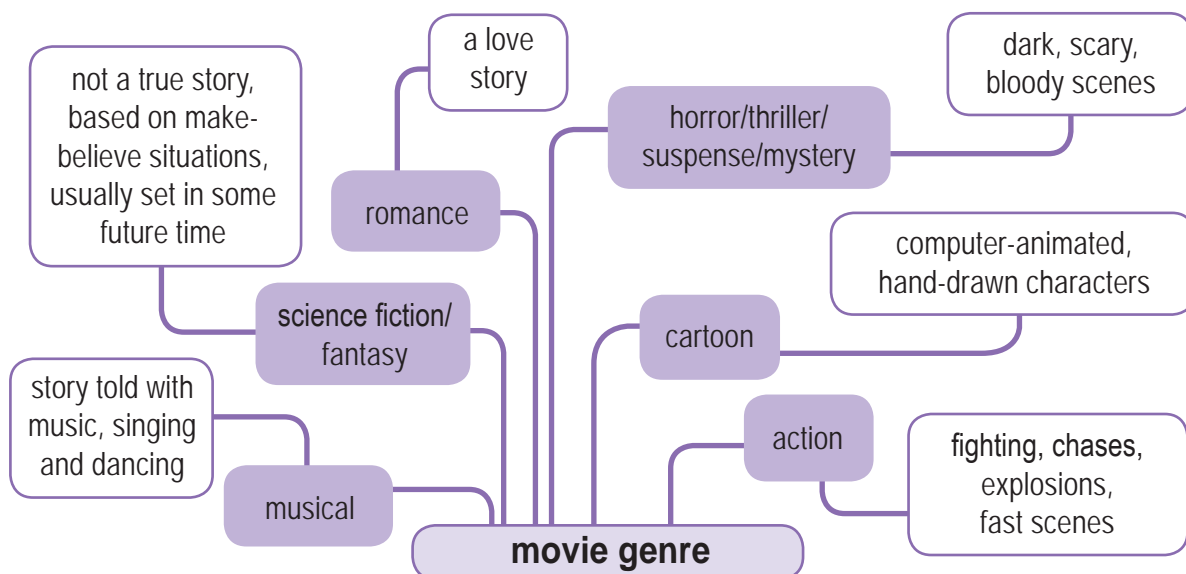 a love
story
dark, scary,
bloody scenes
not a true story,
based on make-
believe situations,
usually set in some
future time
horror/thriller/
suspense/mystery
romance
computer-animated,
hand-drawn characters
science fiction/
fantasy
cartoon
story told with
music, singing
and dancing
action
fighting, chases,
explosions,
fast scenes
musical
movie genre